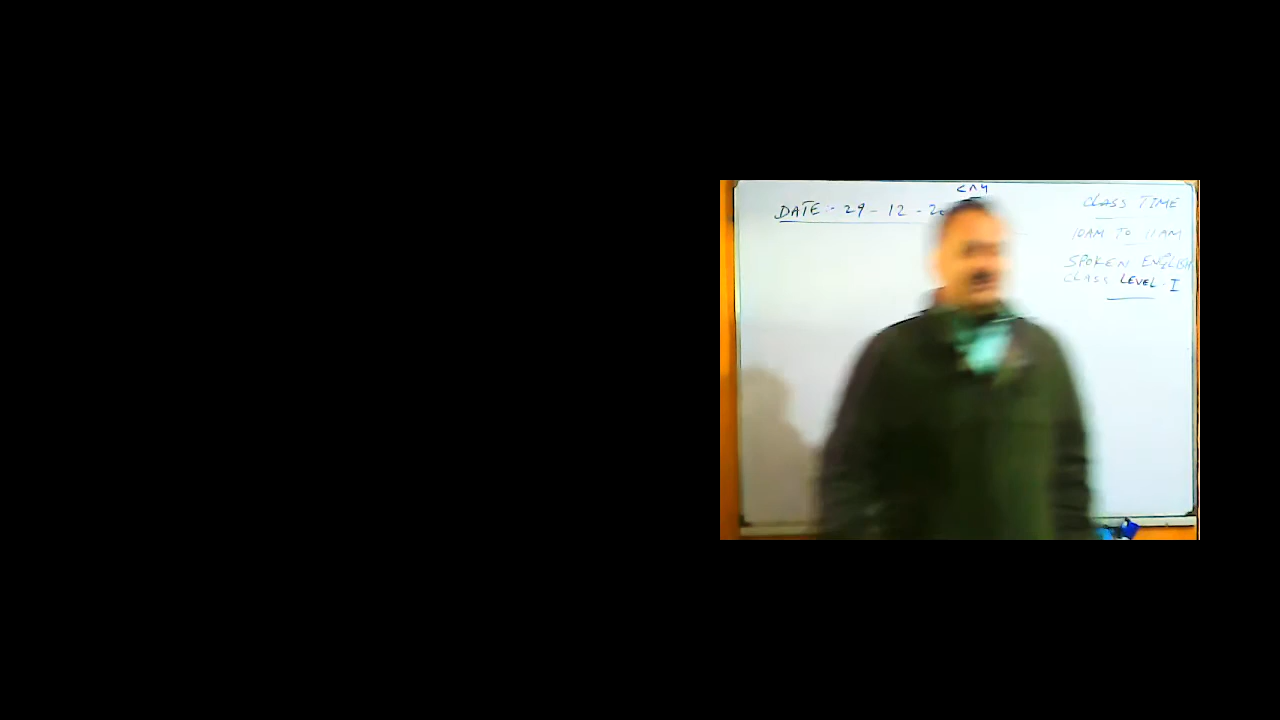 DATE :- 29 - 12 - 20
CLASS TIME
10AM TO 11AM
SPOKEN ENGLISH
CLASS LEVEL - I